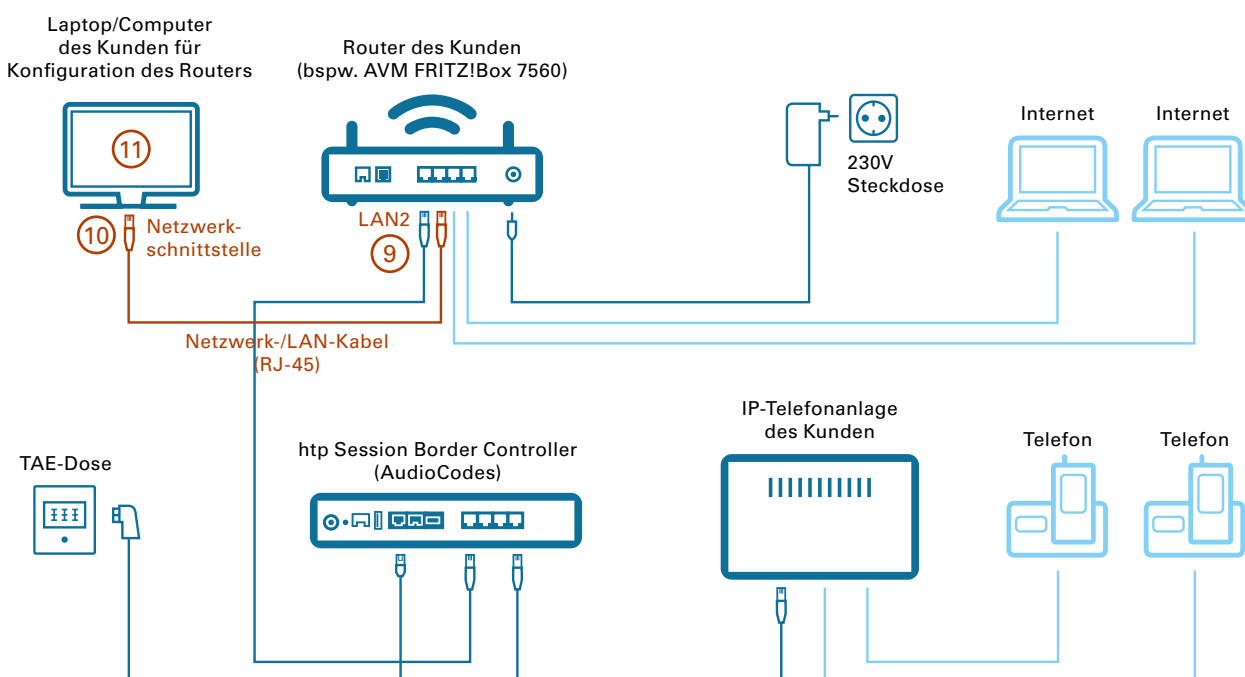 Laptop/Computer
des Kunden für
Konfiguration des Routers
Router des Kunden
(bspw. AVM FRITZ!Box 7560)
Internet
Internet
11
230V
Steckdose
10
Netzwerk-
schnittstelle
LAN2
9
Netzwerk-/LAN-Kabel
(RJ-45)
TAE-Dose
htp Session Border Controller
(AudioCodes)
IP-Telefonanlage
des Kunden
Telefon
Telefon